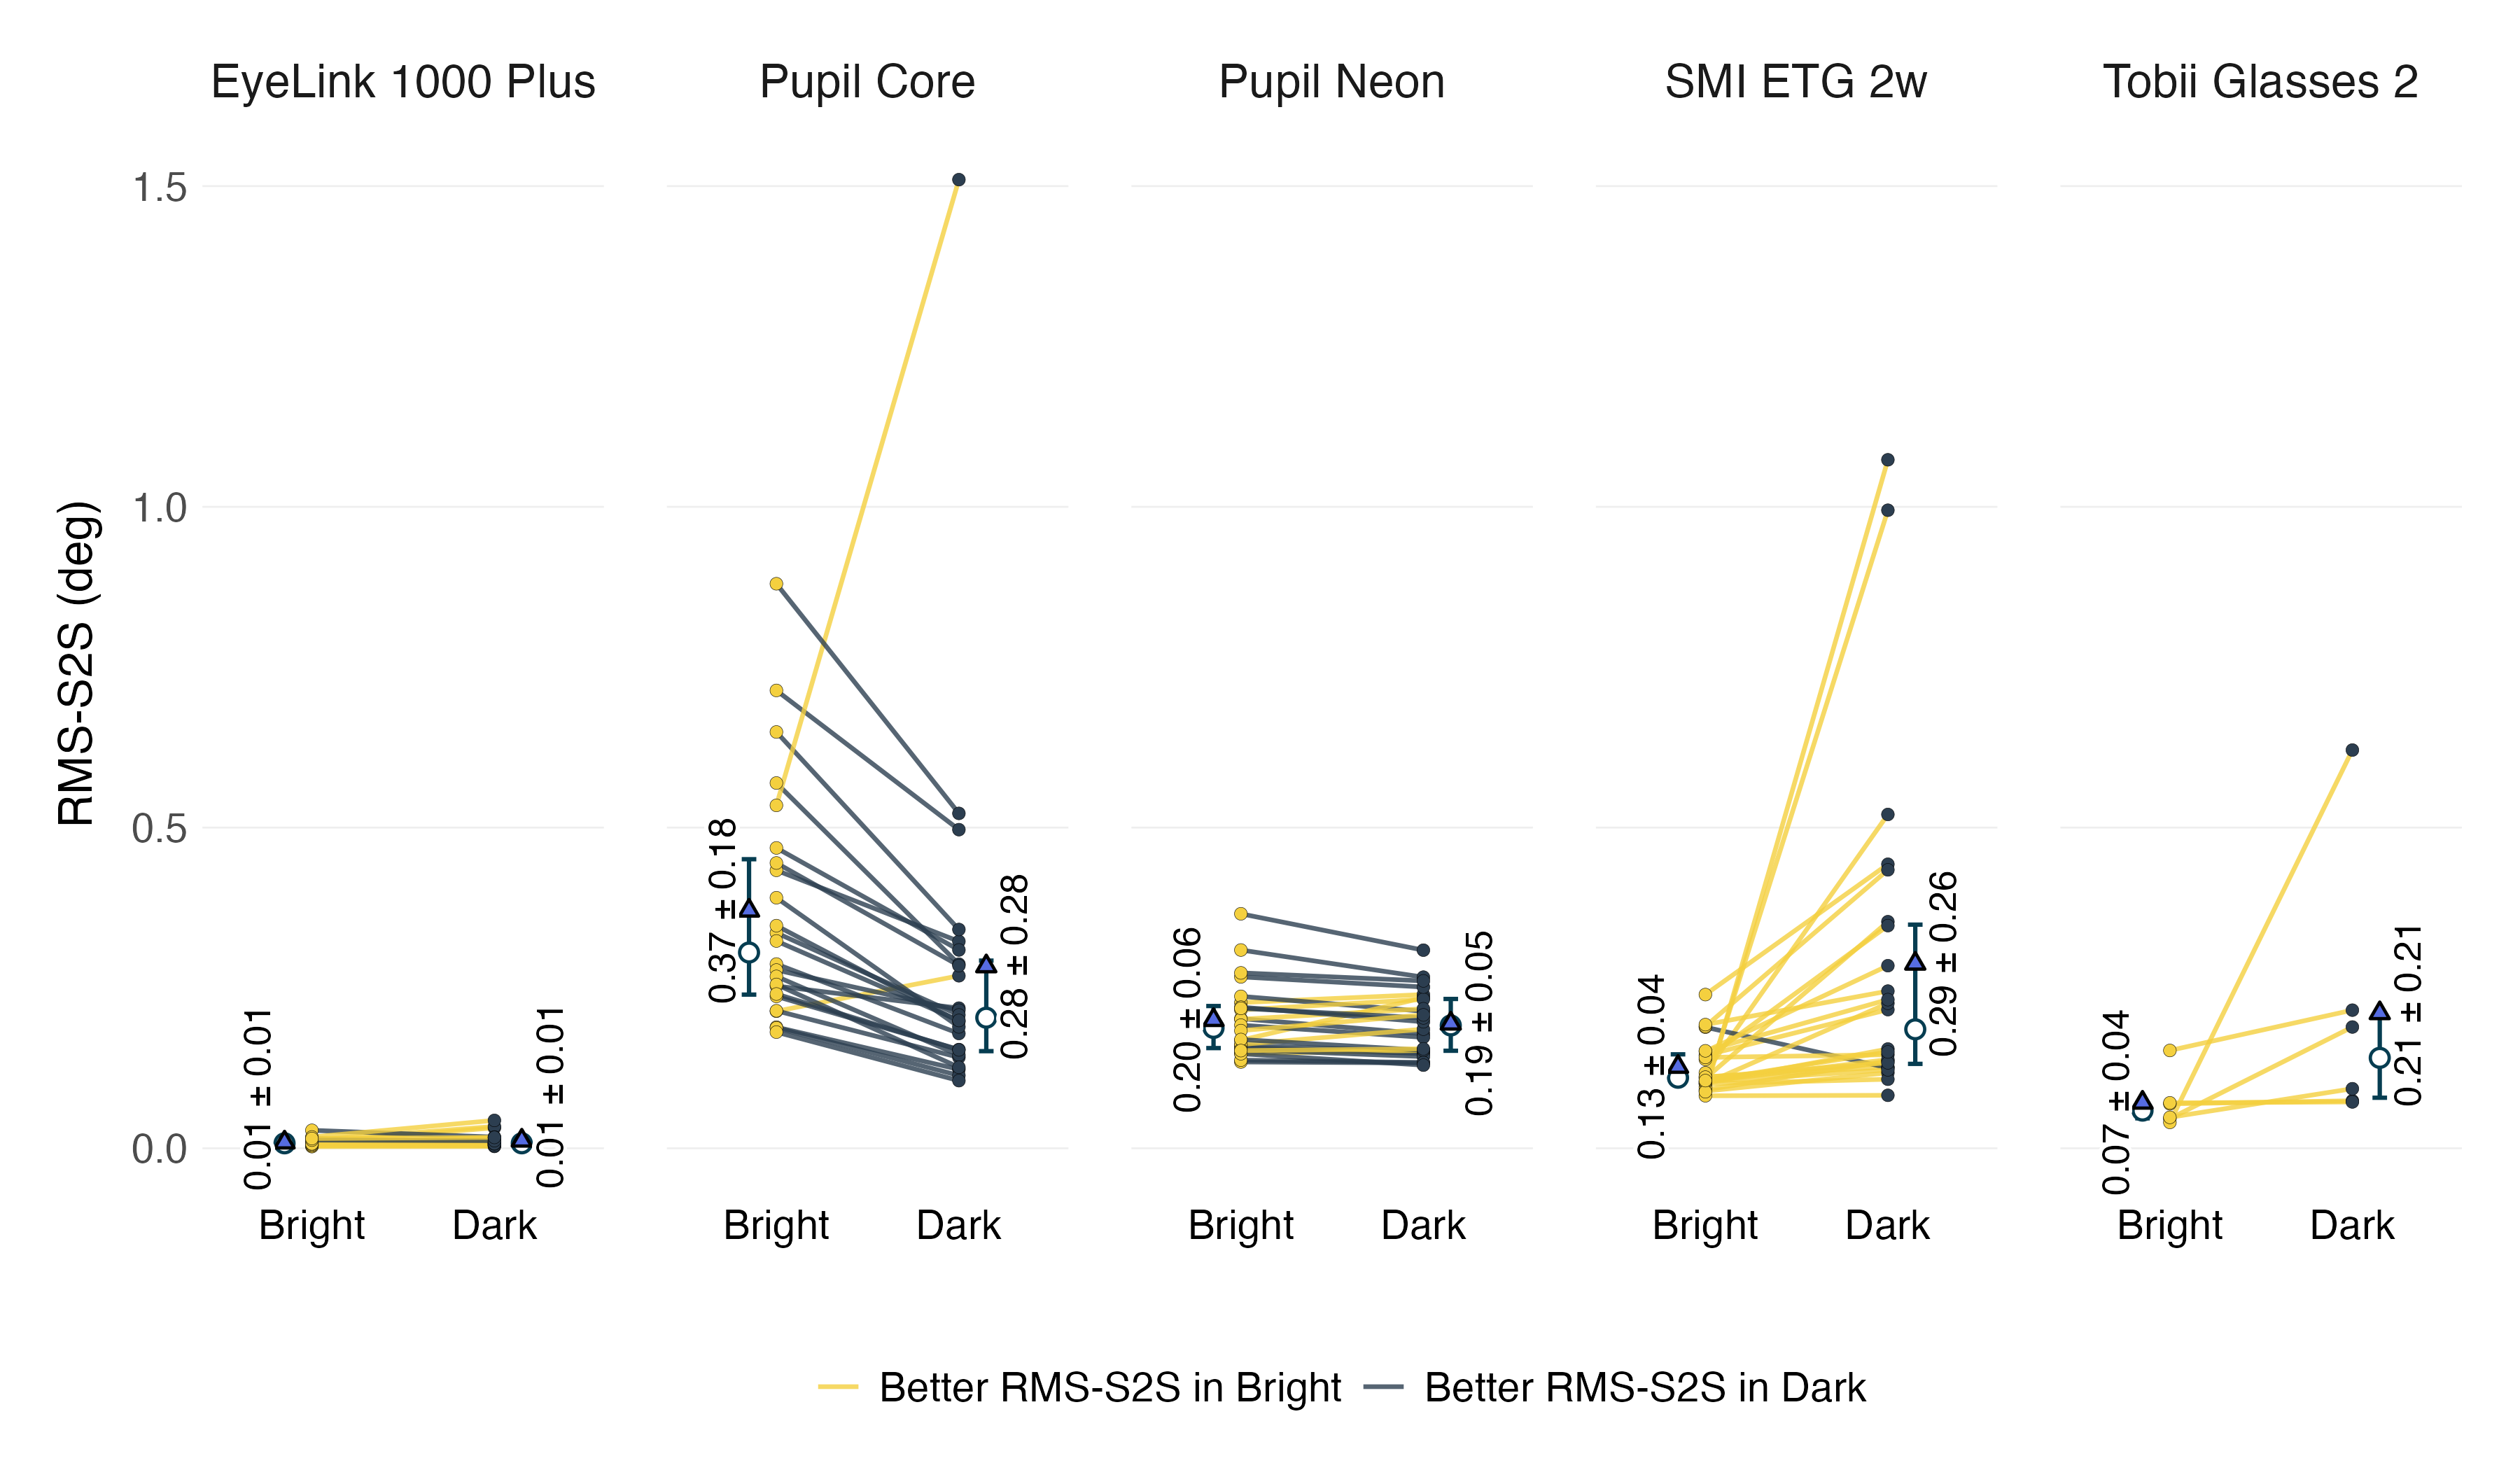 EyeLink 1000 Plus
Pupil Core
Pupil Neon
SMI ETG 2w
Tobii Glasses 2
RMS-S2S (deg)
1.5
1.0
0.5
0.0
0.01 ± 0.01
0.01 ± 0.01
0.37 ± 0.18
0.28 ± 0.28
0.20 ± 0.06
0.19 ± 0.05
0.13 ± 0.04
0.29 ± 0.26
0.07 ± 0.04
0.21 ± 0.21
Bright
Dark
Bright
Dark
Bright
Dark
Bright
Dark
Bright
Dark
Better RMS-S2S in Bright
Better RMS-S2S in Dark